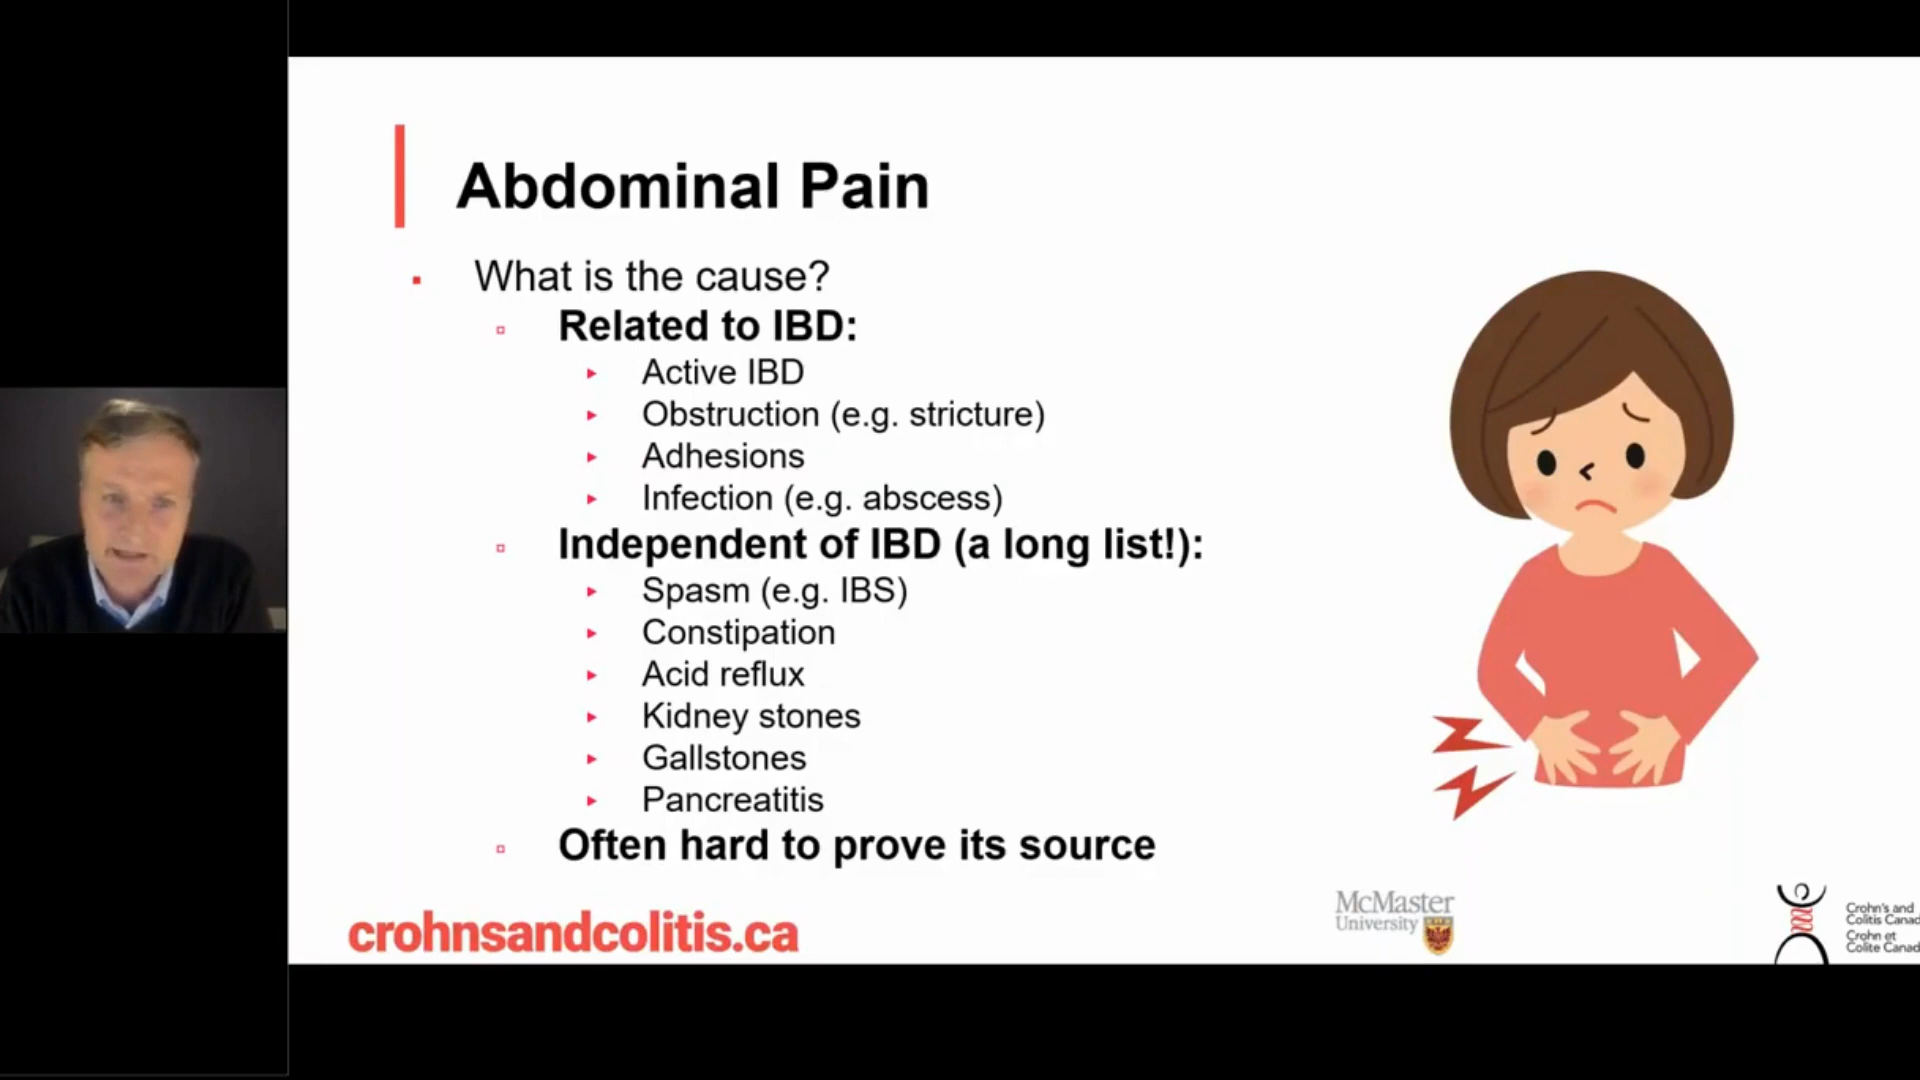 Abdominal Pain
What is the cause?
Related to IBD:
Active IBD
Obstruction (e.g. stricture)
Adhesions
Infection (e.g. abscess)
Independent of IBD (a long list!):
Spasm (e.g. IBS)
Constipation
Acid reflux
Kidney stones
Gallstones
Pancreatitis
Often hard to prove its source
crohnsandcolitis.ca
McMaster
University
Crohn's and
Colitis Canad
Crohn et
Colite Canad